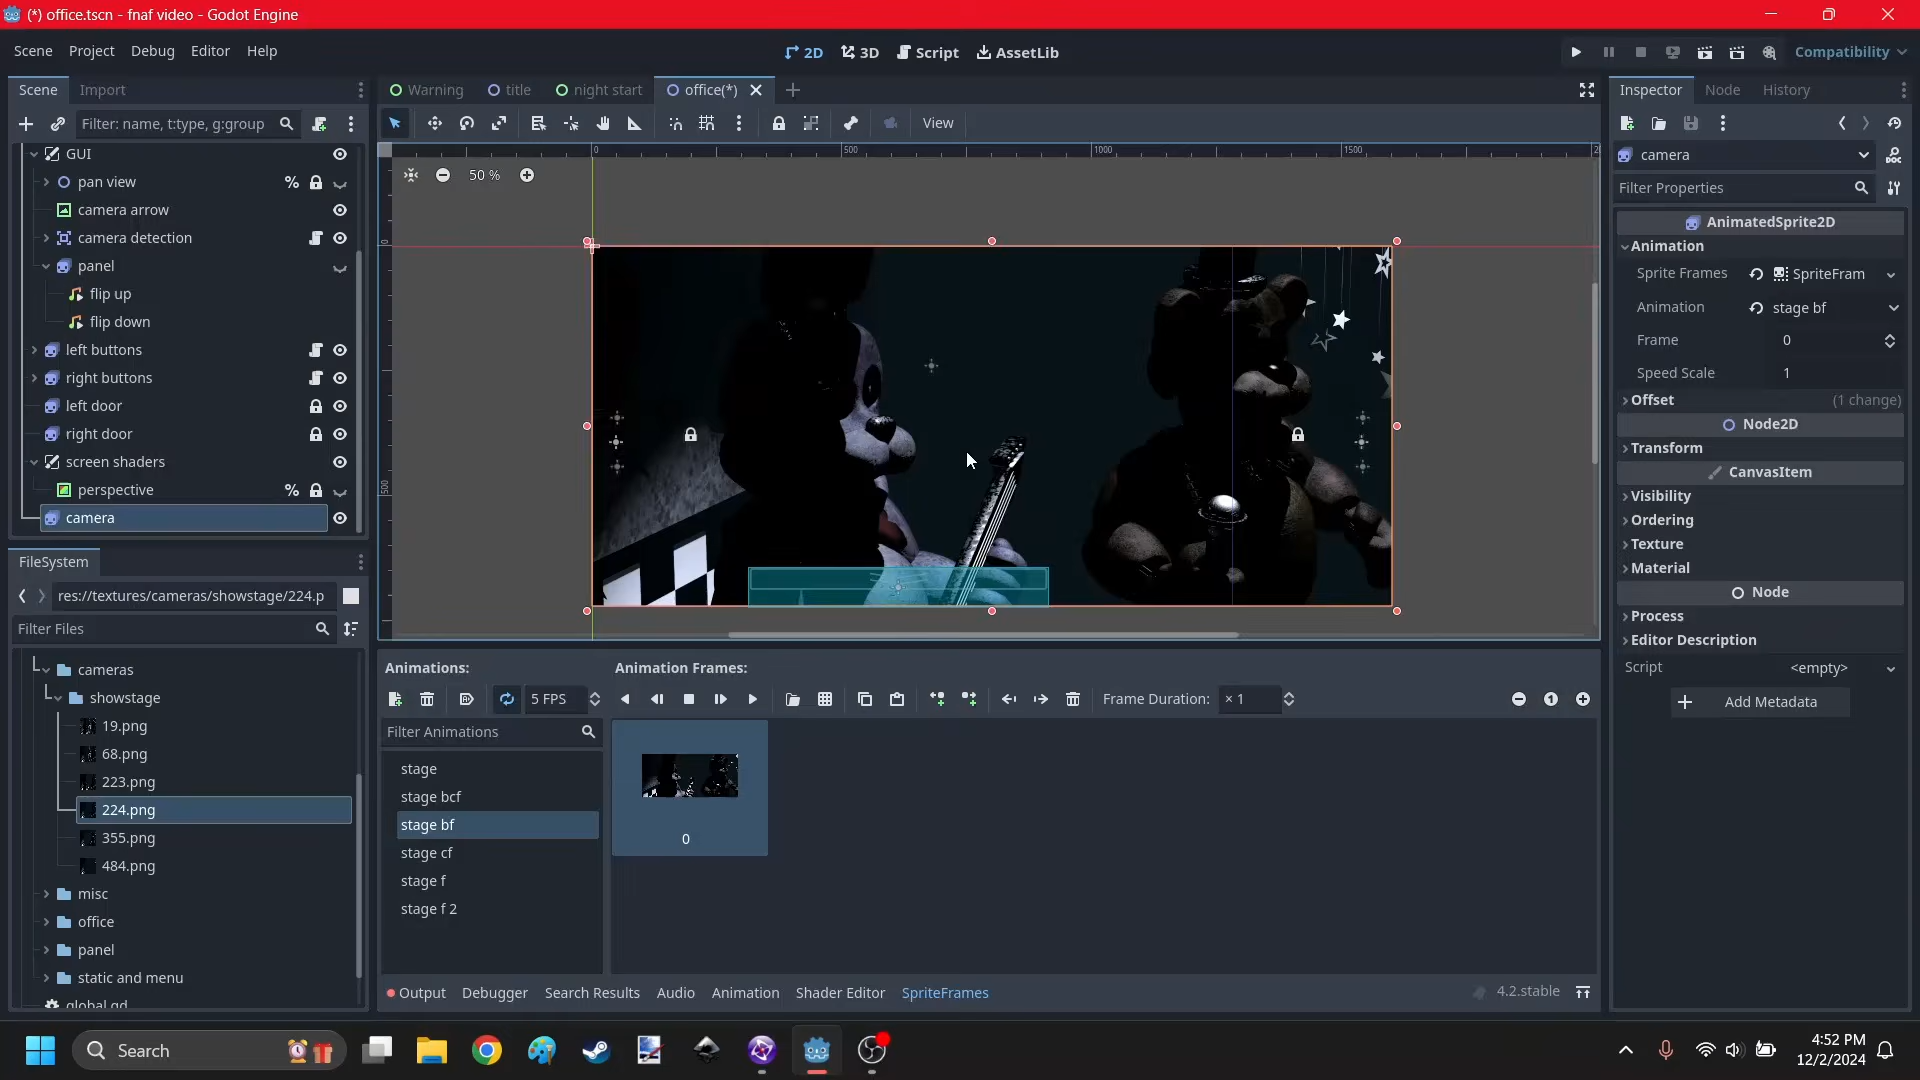 (*) office.tscn - fnaf video - Godot Engine
Scene Project Debug Editor Help
2D 3D Script AssetLib
Compatibility
Scene Import
Warning title night start office(*)
Inspector Node History
Filter: name, t:type, g:group
View
GUI
pan view %
camera arrow
camera detection
panel
flip up
flip down
left buttons
right buttons
left door
right door
screen shaders
perspective %
camera
0 500 1000 1500
50 %
0
500
camera
Filter Properties
AnimatedSprite2D
Animation
Sprite Frames SpriteFram
Animation stage bf
Frame 0
Speed Scale 1
Offset (1 change)
Node2D
Transform
CanvasItem
Visibility
Ordering
Texture
Material
Node
Process
Editor Description
Script <empty>
Add Metadata
FileSystem
res://textures/cameras/showstage/224.p
Filter Files
cameras
showstage
19.png
68.png
223.png
224.png
355.png
484.png
misc
office
panel
static and menu
global.gd
Animations: Animation Frames:
5 FPS Frame Duration: × 1
Filter Animations
stage
stage bcf
stage bf
stage cf
stage f
stage f 2
0
Output Debugger Search Results Audio Animation Shader Editor SpriteFrames 4.2.stable
Search
4:52 PM
12/2/2024